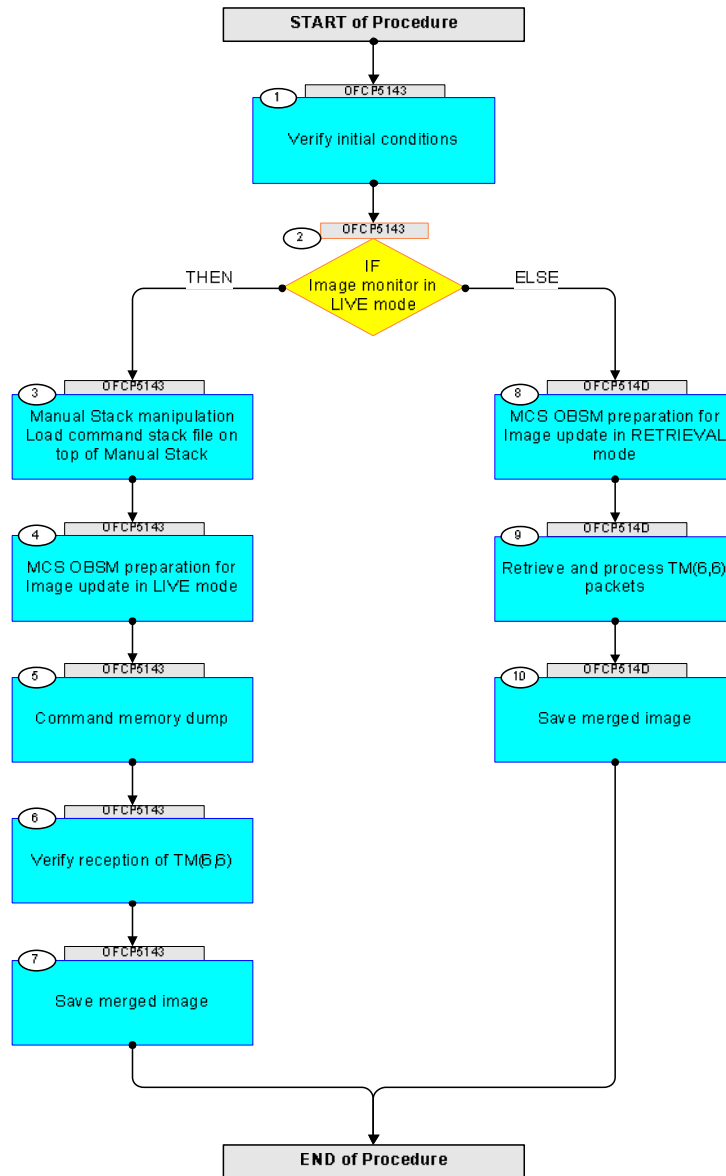 START of Procedure
OFCP5143
1
Verify initial conditions
OFCP5143
2
IF
Image monitor in
LIVE mode
THEN
ELSE
OFCP5143
3
Manual Stack manipulation
Load command stack file on
top of Manual Stack
OFCP5143
4
MCS OBSM preparation for
Image update in LIVE mode
OFCP5143
5
Command memory dump
OFCP5143
6
Verify reception of TM(6,6)
OFCP5143
7
Save merged image
OFCP514D
8
MCS OBSM preparation for
Image update in RETRIEVAL
mode
OFCP514D
9
Retrieve and process TM(6,6)
packets
OFCP514D
10
Save merged image
END of Procedure